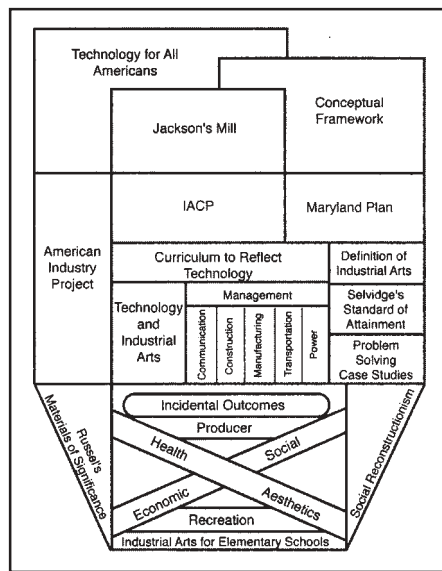 Technology for All
Americans
Conceptual
Framework
Jackson's Mill
IACP
Maryland Plan
American
Industry
Project
Curriculum to Reflect
Technology
Definition of
Industrial Arts
Technology
and
Industrial
Arts
Management
Communication
Construction
Manufacturing
Transportation
Power
Selvidge's
Standard of
Attainment
Problem
Solving
Case Studies
Incidental Outcomes
Producer
Health
Social
Economic
Aesthetics
Recreation
Industrial Arts for Elementary Schools
Russel's
Materials of Significance
Social Reconstructionism